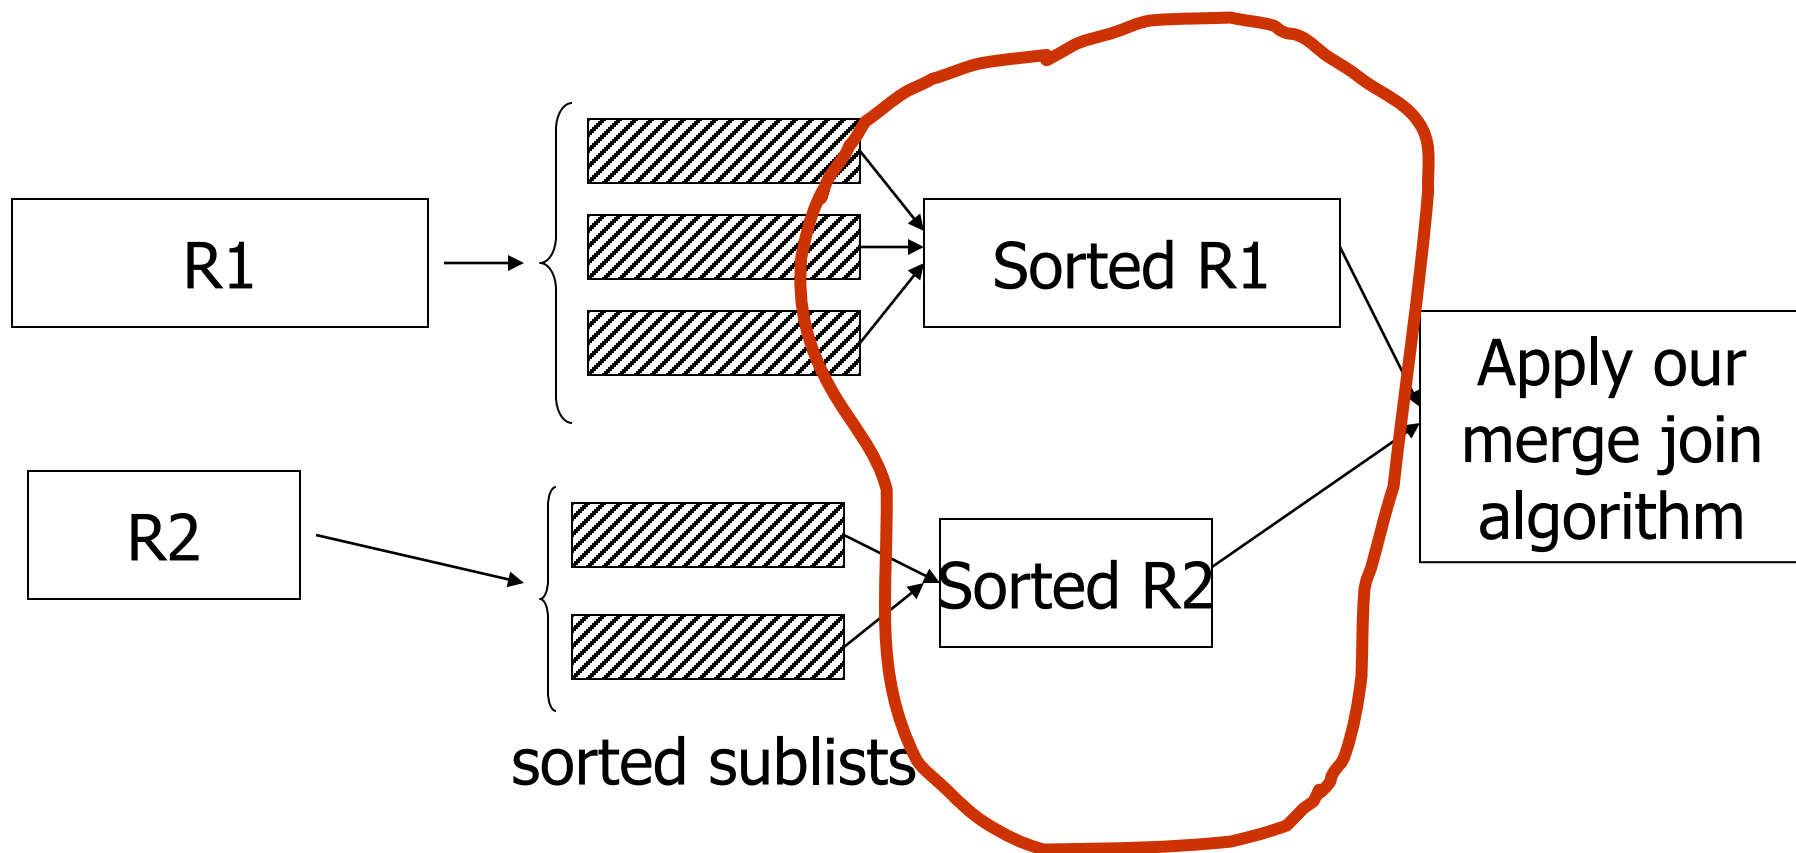 R1
Sorted R1
Apply our
merge join
algorithm
R2
Sorted R2
sorted sublists